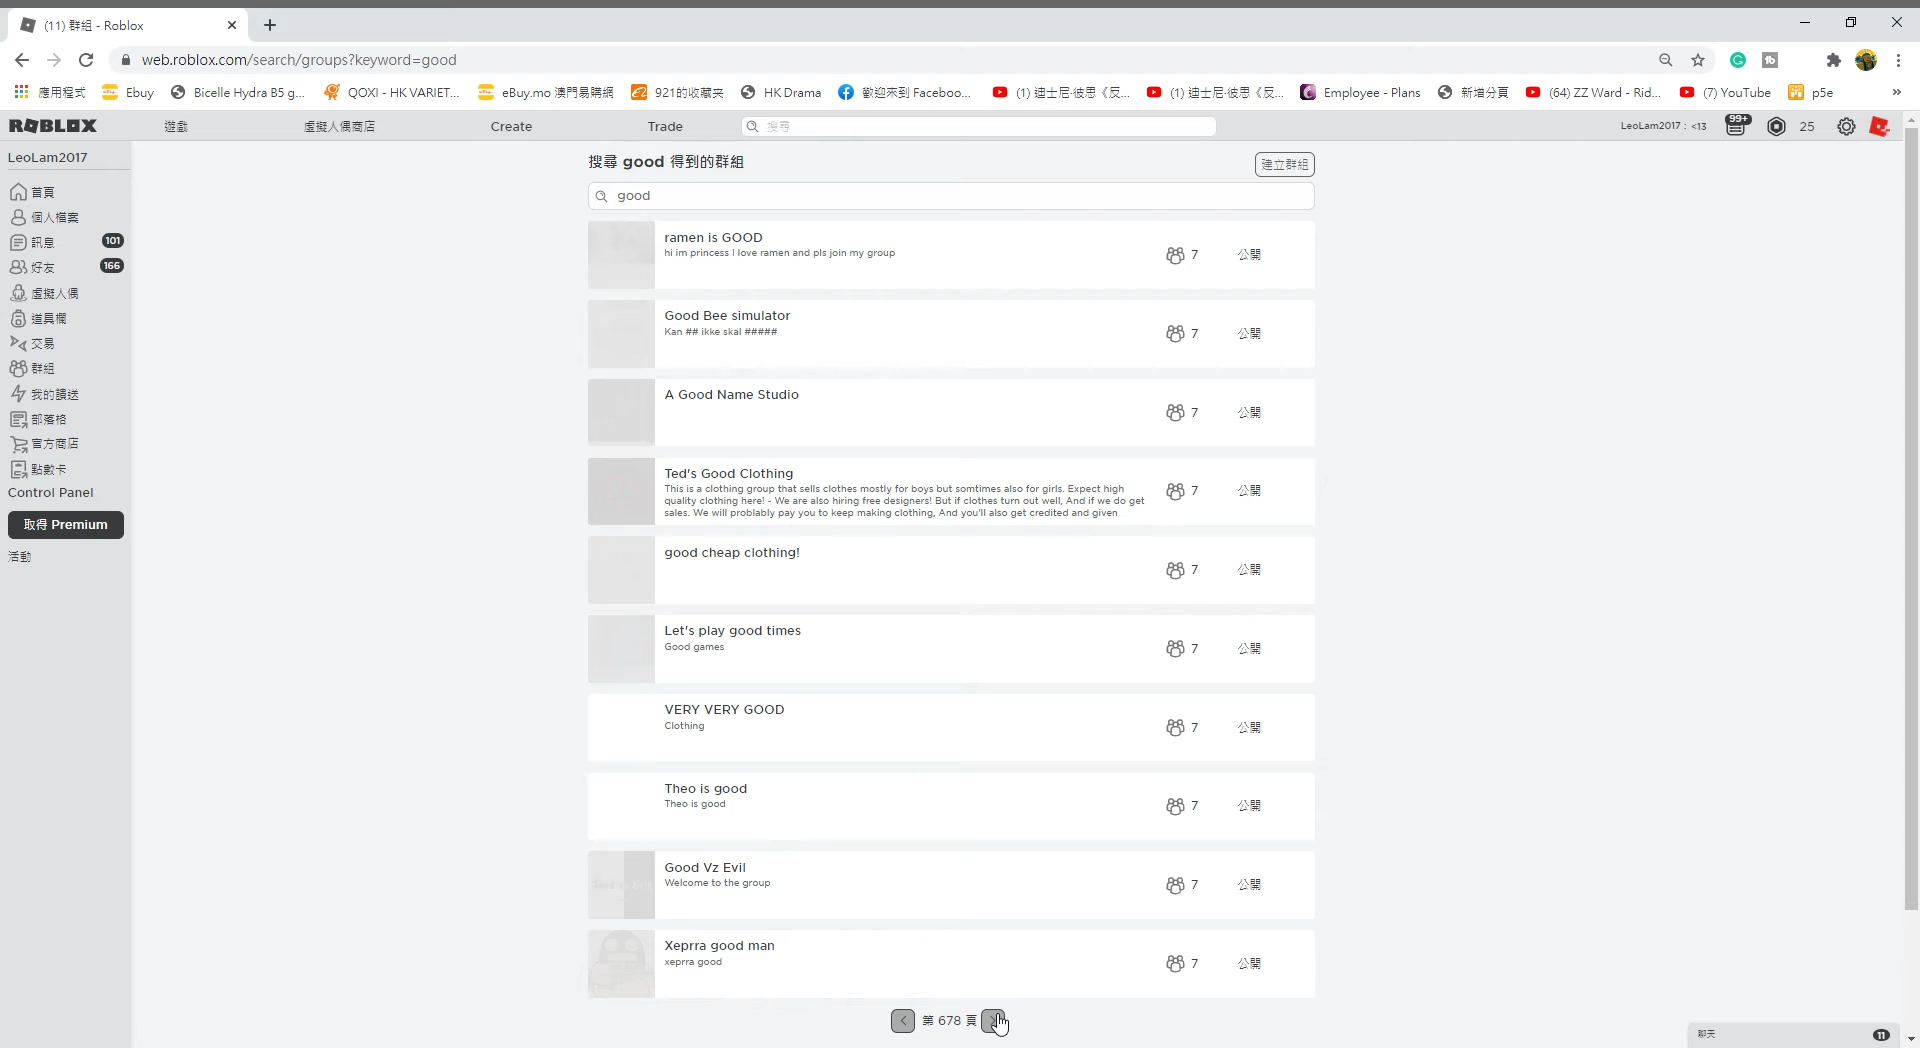 (11) 群組 - Roblox
web.roblox.com/search/groups?keyword=good
應用程式
Ebuy
Bicelle Hydra B5 g...
QOXI - HK VARIET...
eBuy.mo 澳門易購網
921的收藏夾
HK Drama
歡迎來到 Faceboo...
(1) 迪士尼·彼思《反...
(1) 迪士尼·彼思《反...
Employee - Plans
新增分頁
(64) ZZ Ward - Rid...
(7) YouTube
p5e
ROBLOX
遊戲
虛擬人偶商店
Create
Trade
搜尋
LeoLam2017 : <13
99+
25
LeoLam2017
首頁
個人檔案
訊息 101
好友 166
虛擬人偶
道具欄
交易
群組
我的饋送
部落格
官方商店
點數卡
Control Panel
取得 Premium
活動
搜尋 good 得到的群組
建立群組
good
ramen is GOOD
hi im princess I love ramen and pls join my group
7 公開
Good Bee simulator
Kan ## ikke skal #####
7 公開
A Good Name Studio
7 公開
Ted's Good Clothing
This is a clothing group that sells clothes mostly for boys but somtimes also for girls. Expect high
quality clothing here! - We are also hiring free designers! But if clothes turn out well, And if we do get
sales. We will problably pay you to keep making clothing, And you'll also get credited and given
7 公開
good cheap clothing!
7 公開
Let's play good times
Good games
7 公開
VERY VERY GOOD
Clothing
7 公開
Theo is good
Theo is good
7 公開
Good Vz Evil
Welcome to the group
7 公開
Xeprra good man
xeprra good
7 公開
第 678 頁
聊天
11